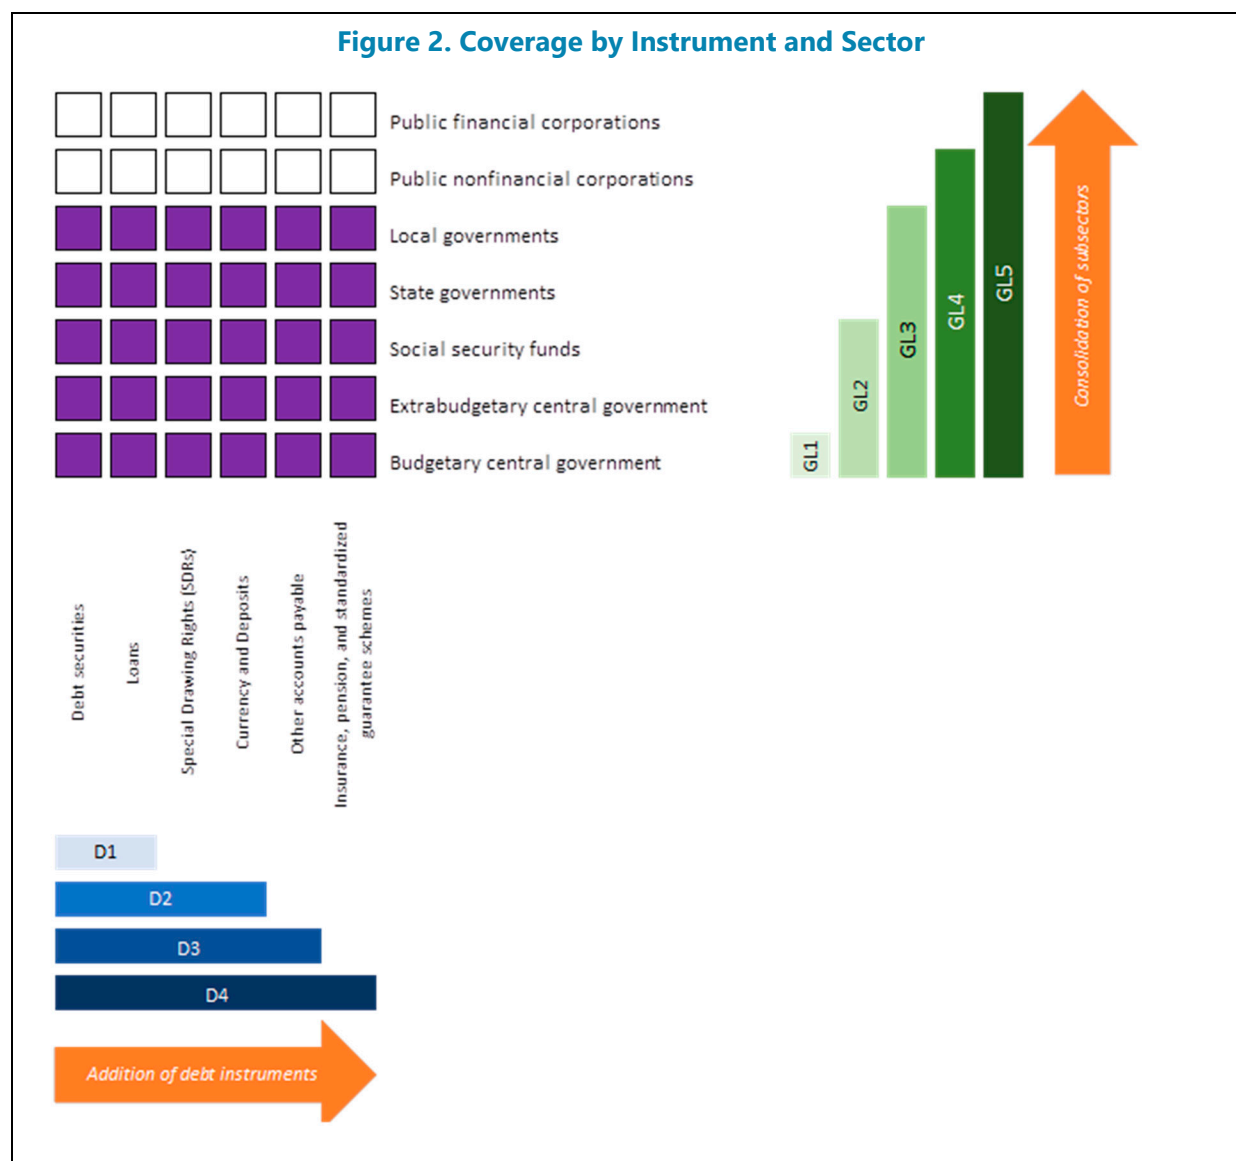 Figure 2. Coverage by Instrument and Sector
Public financial corporations
Public nonfinancial corporations
Local governments
State governments
Social security funds
Extrabudgetary central government
Budgetary central government
GL1
GL2
GL3
GL4
GL5
Consolidation of subsectors
Debt securities
Loans
Special Drawing Rights (SDRs)
Currency and Deposits
Other accounts payable
Insurance, pension, and standardized
guarantee schemes
D1
D2
D3
D4
Addition of debt instruments